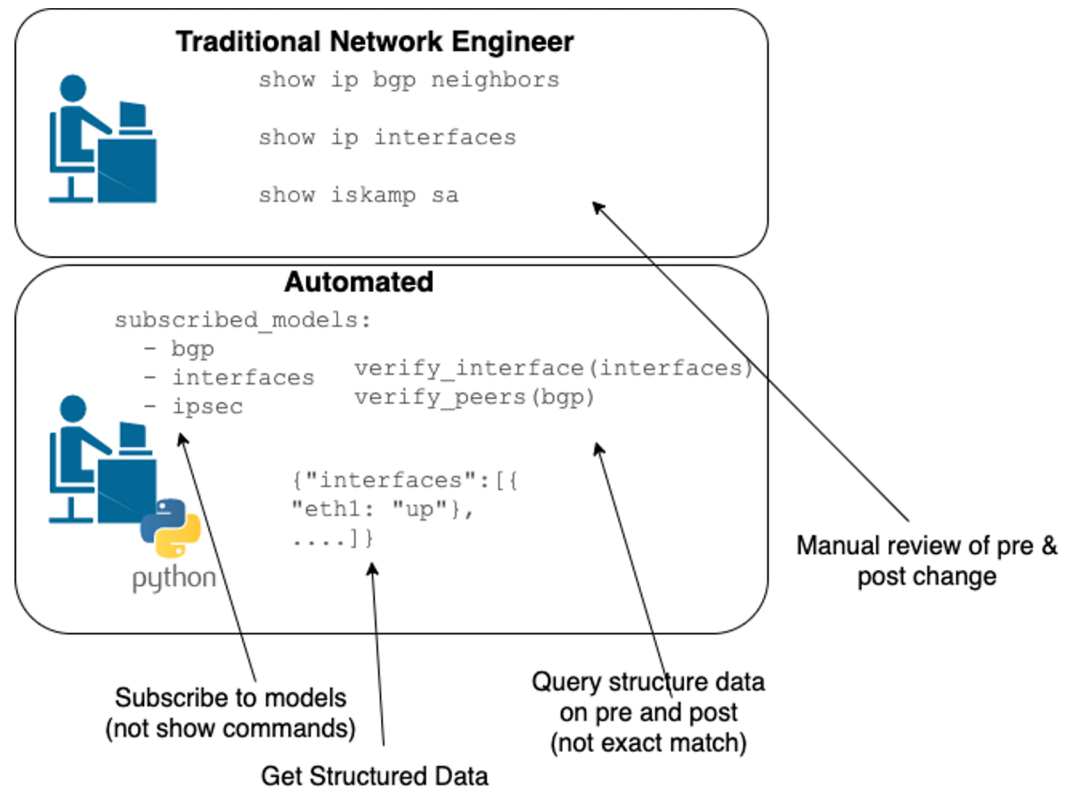 Traditional Network Engineer
show ip bgp neighbors
show ip interfaces
show iskamp sa
Automated
subscribed_models:
- bgp
- interfaces
- ipsec
verify_interface(interfaces)
verify_peers(bgp)
{"interfaces":[{
"eth1: "up"},
....]}
python
Manual review of pre &
post change
Subscribe to models
(not show commands)
Get Structured Data
Query structure data
on pre and post
(not exact match)